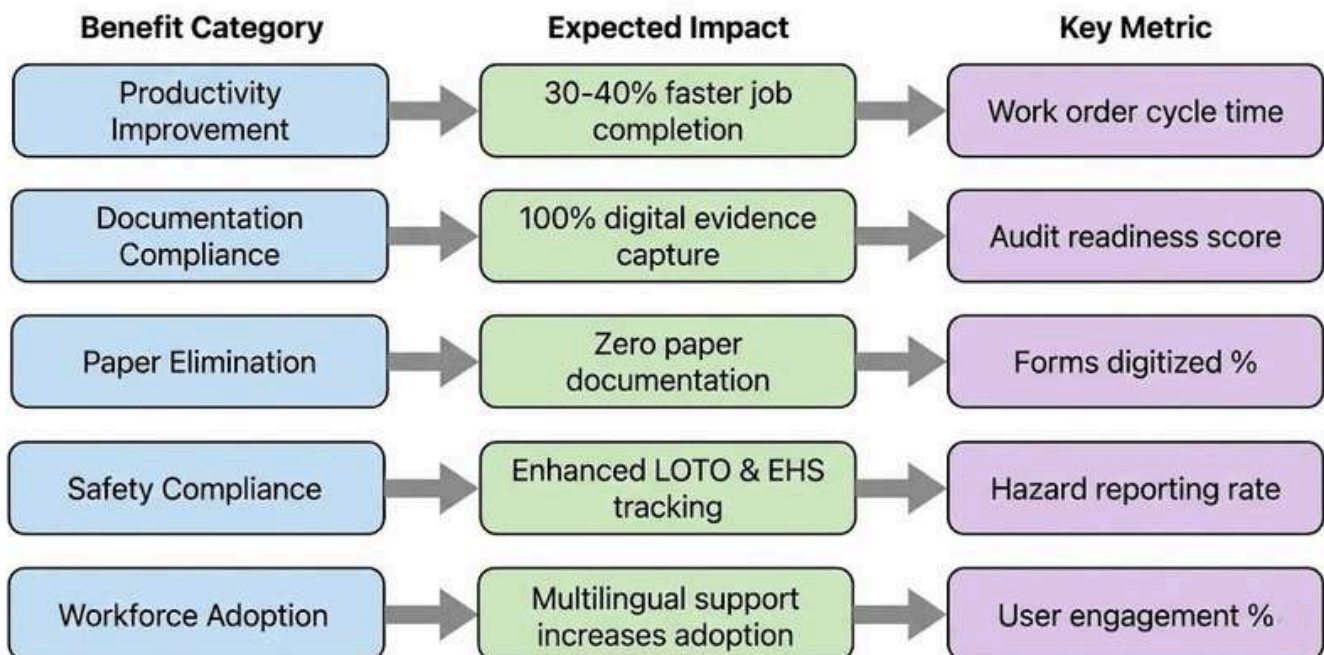 Benefit Category
Expected Impact
Key Metric
Productivity
Improvement
30-40% faster job
completion
Work order cycle time
Documentation
Compliance
100% digital evidence
capture
Audit readiness score
Paper Elimination
Zero paper
documentation
Forms digitized %
Safety Compliance
Enhanced LOTO & EHS
tracking
Hazard reporting rate
Workforce Adoption
Multilingual support
increases adoption
User engagement %